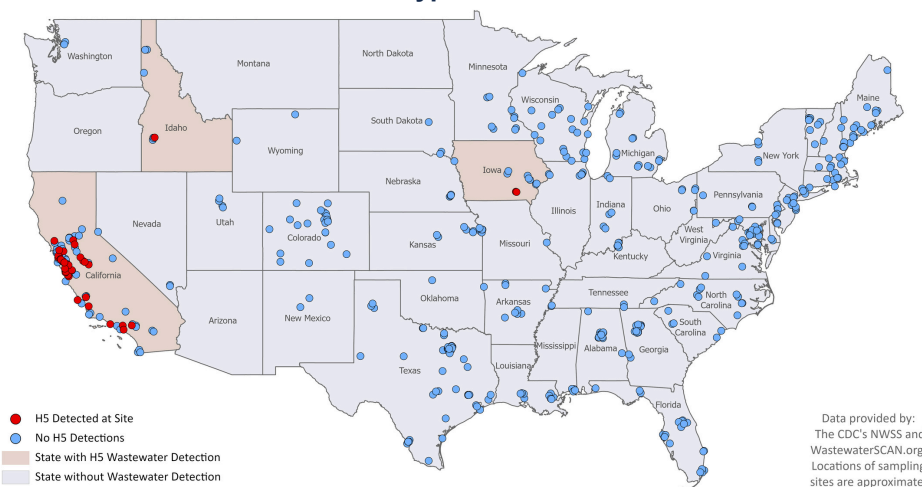 Washington
Montana
North Dakota
Minnesota
Maine
Wisconsin
Oregon
Idaho
South Dakota
Michigan
New York
Wyoming
Iowa
Nebraska
Pennsylvania
Nevada
Utah
Illinois
Indiana
Ohio
Colorado
Kansas
Missouri
West
Virginia
Virginia
Kentucky
California
Tennessee
North
Carolina
Oklahoma
Arkansas
Arizona
New Mexico
South
Carolina
Mississippi
Alabama
Georgia
Texas
Louisiana
Florida
H5 Detected at Site
No H5 Detections
State with H5 Wastewater Detection
State without Wastewater Detection
Data provided by:
The CDC's NWSS and
WastewaterSCAN.org
Locations of sampling
sites are approximate